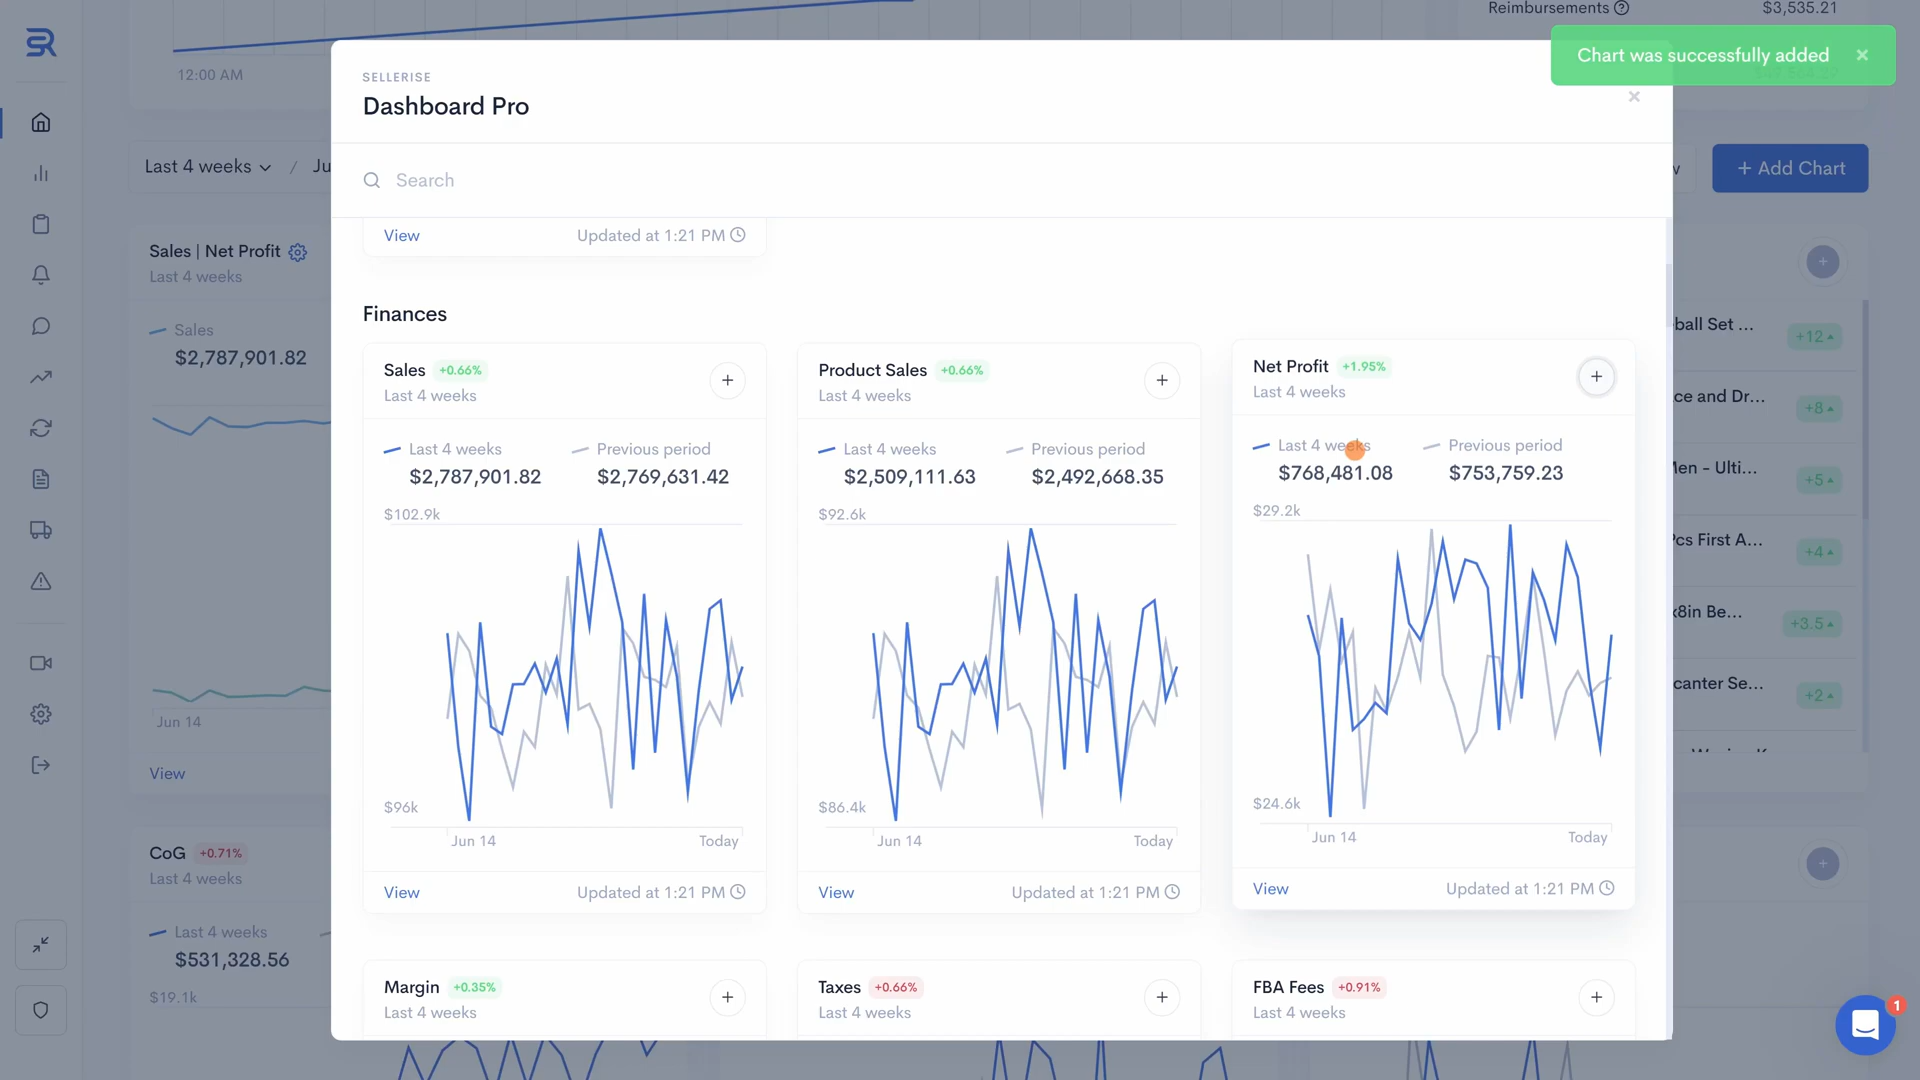 Reimbursements $3,535.21
Chart was successfully added
12:00 AM
SELLERISE
Dashboard Pro
Last 4 weeks / Ju
Search
+ Add Chart
View Updated at 1:21 PM
Sales | Net Profit
Last 4 weeks
Sales
$2,787,901.82
Jun 14
View
Finances
Sales +0.66%
Last 4 weeks
Last 4 weeks Previous period
$2,787,901.82 $2,769,631.42
$102.9k
$96k
Jun 14 Today
View Updated at 1:21 PM
Product Sales +0.66%
Last 4 weeks
Last 4 weeks Previous period
$2,509,111.63 $2,492,668.35
$92.6k
$86.4k
Jun 14 Today
View Updated at 1:21 PM
Net Profit +1.95%
Last 4 weeks
Last 4 weeks Previous period
$768,481.08 $753,759.23
$29.2k
$24.6k
Jun 14 Today
View Updated at 1:21 PM
ball Set ... +12
ce and Dr... +8
en - Ulti... +5
Pcs First A... +4
x8in Be... +3.5
canter Se... +2
CoG +0.71%
Last 4 weeks
Last 4 weeks
$531,328.56
$19.1k
Margin +0.35%
Last 4 weeks
Taxes +0.66%
Last 4 weeks
FBA Fees +0.91%
Last 4 weeks
1